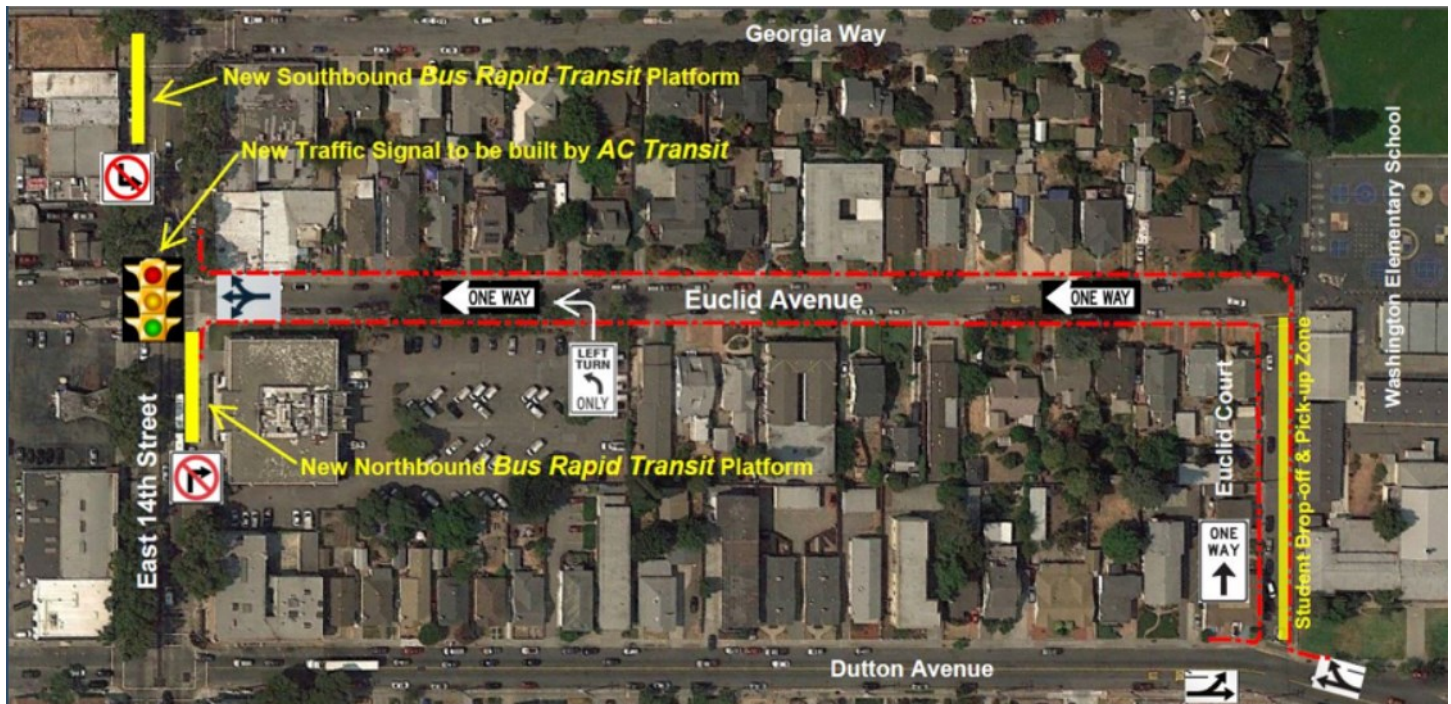 Georgia Way
New Southbound Bus Rapid Transit Platform
New Traffic Signal to be built by AC Transit
Washington Elementary School
ONE WAY
Euclid Avenue
ONE WAY
LEFT
TURN
ONLY
New Northbound Bus Rapid Transit Platform
East 14th Street
Euclid Court
ONE
WAY
Student Drop-off & Pick-up Zone
Dutton Avenue